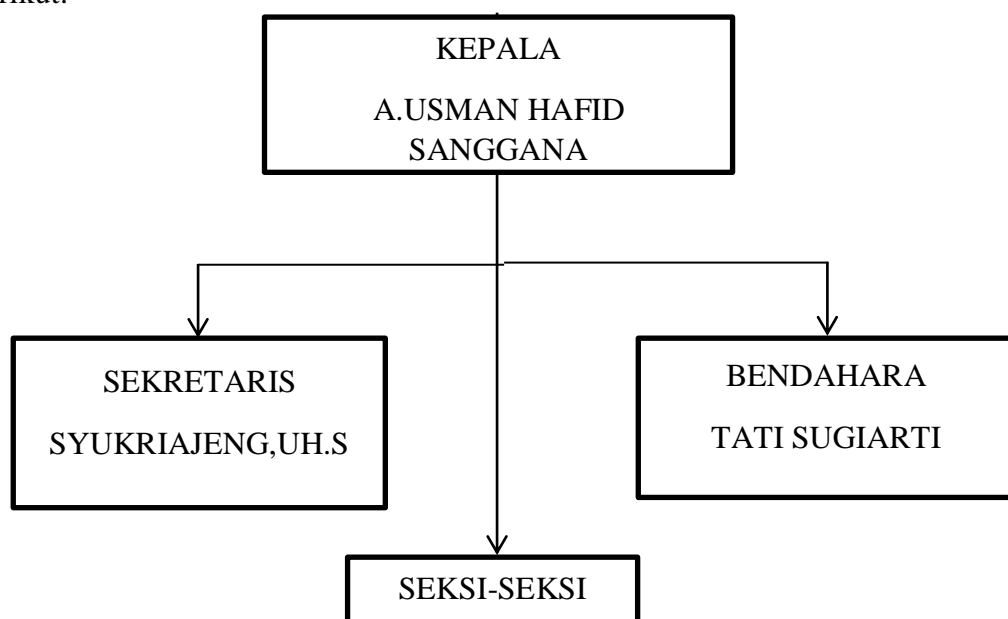 KEPALA
A.USMAN HAFID
SANGGANA
SEKRETARIS
SYUKRIAJENG,UH.S
BENDAHARA
TATI SUGIARTI
SEKSI-SEKSI